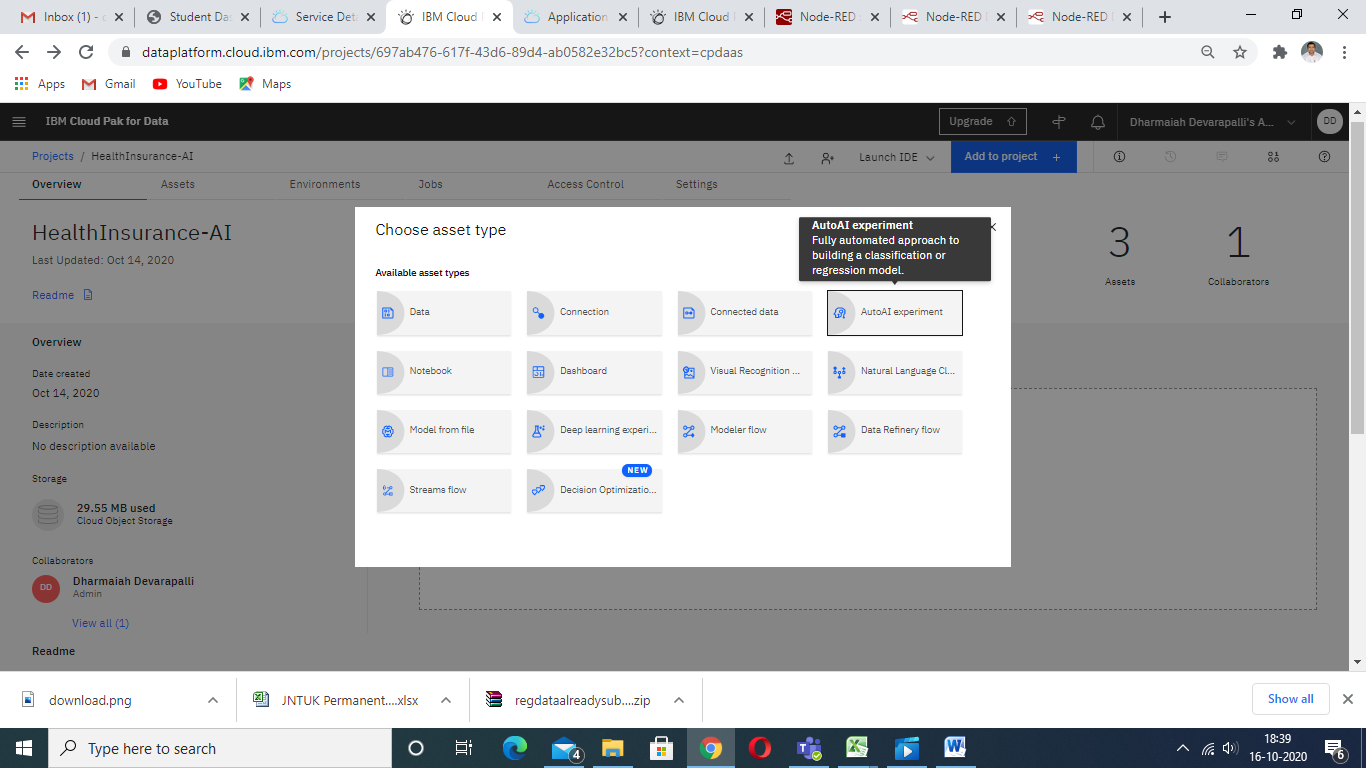 Inbox (1) - c
Student Das
Service Deta
IBM Cloud P
Application
IBM Cloud P
Node-RED S
Node-RED E
Node-RED E
dataplatform.cloud.ibm.com/projects/697ab476-617f-43d6-89d4-ab0582e32bc5?context=cpdaas
Apps
Gmail
YouTube
Maps
IBM Cloud Pak for Data
Upgrade
Dharmaiah Devarapalli's A...
DD
Projects / HealthInsurance-AI
Launch IDE
Add to project +
Overview
Assets
Environments
Jobs
Access Control
Settings
HealthInsurance-AI
Last Updated: Oct 14, 2020
Readme
3
Assets
1
Collaborators
Choose asset type
AutoAI experiment
Fully automated approach to
building a classification or
regression model.
Available asset types
Data
Connection
Connected data
AutoAI experiment
Notebook
Dashboard
Visual Recognition ...
Natural Language Cl...
Model from file
Deep learning experi...
Modeler flow
Data Refinery flow
Streams flow
NEW
Decision Optimizatio...
Overview
Date created
Oct 14, 2020
Description
No description available
Storage
29.55 MB used
Cloud Object Storage
Collaborators
DD
Dharmaiah Devarapalli
Admin
View all (1)
Readme
download.png
JNTUK Permanent....xlsx
regdataalreadysub....zip
Show all
Type here to search
4
18:39
16-10-2020
6